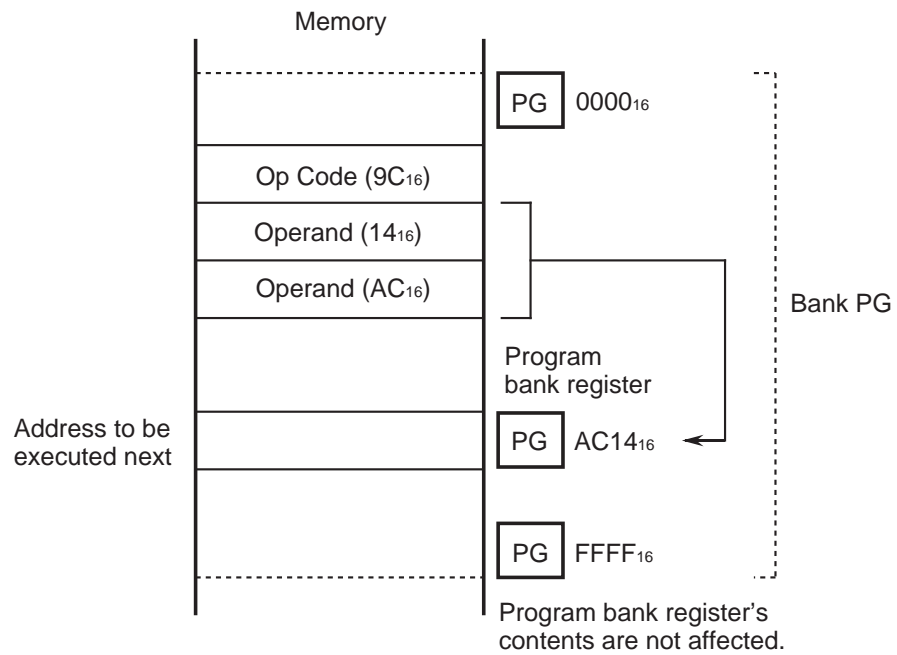 Memory
PG 0000₁₆
Op Code (9C₁₆)
Operand (14₁₆)
Operand (AC₁₆)
Bank PG
Program
bank register
Address to be
executed next
PG AC14₁₆
PG FFFF₁₆
Program bank register's
contents are not affected.